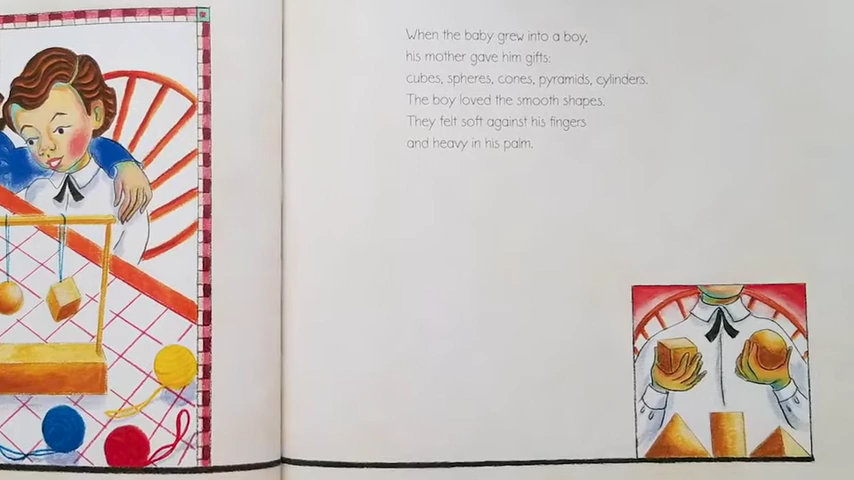 When the baby grew into a boy,
his mother gave him gifts:
cubes, spheres, cones, pyramids, cylinders.
The boy loved the smooth shapes.
They felt soft against his fingers
and heavy in his palm.